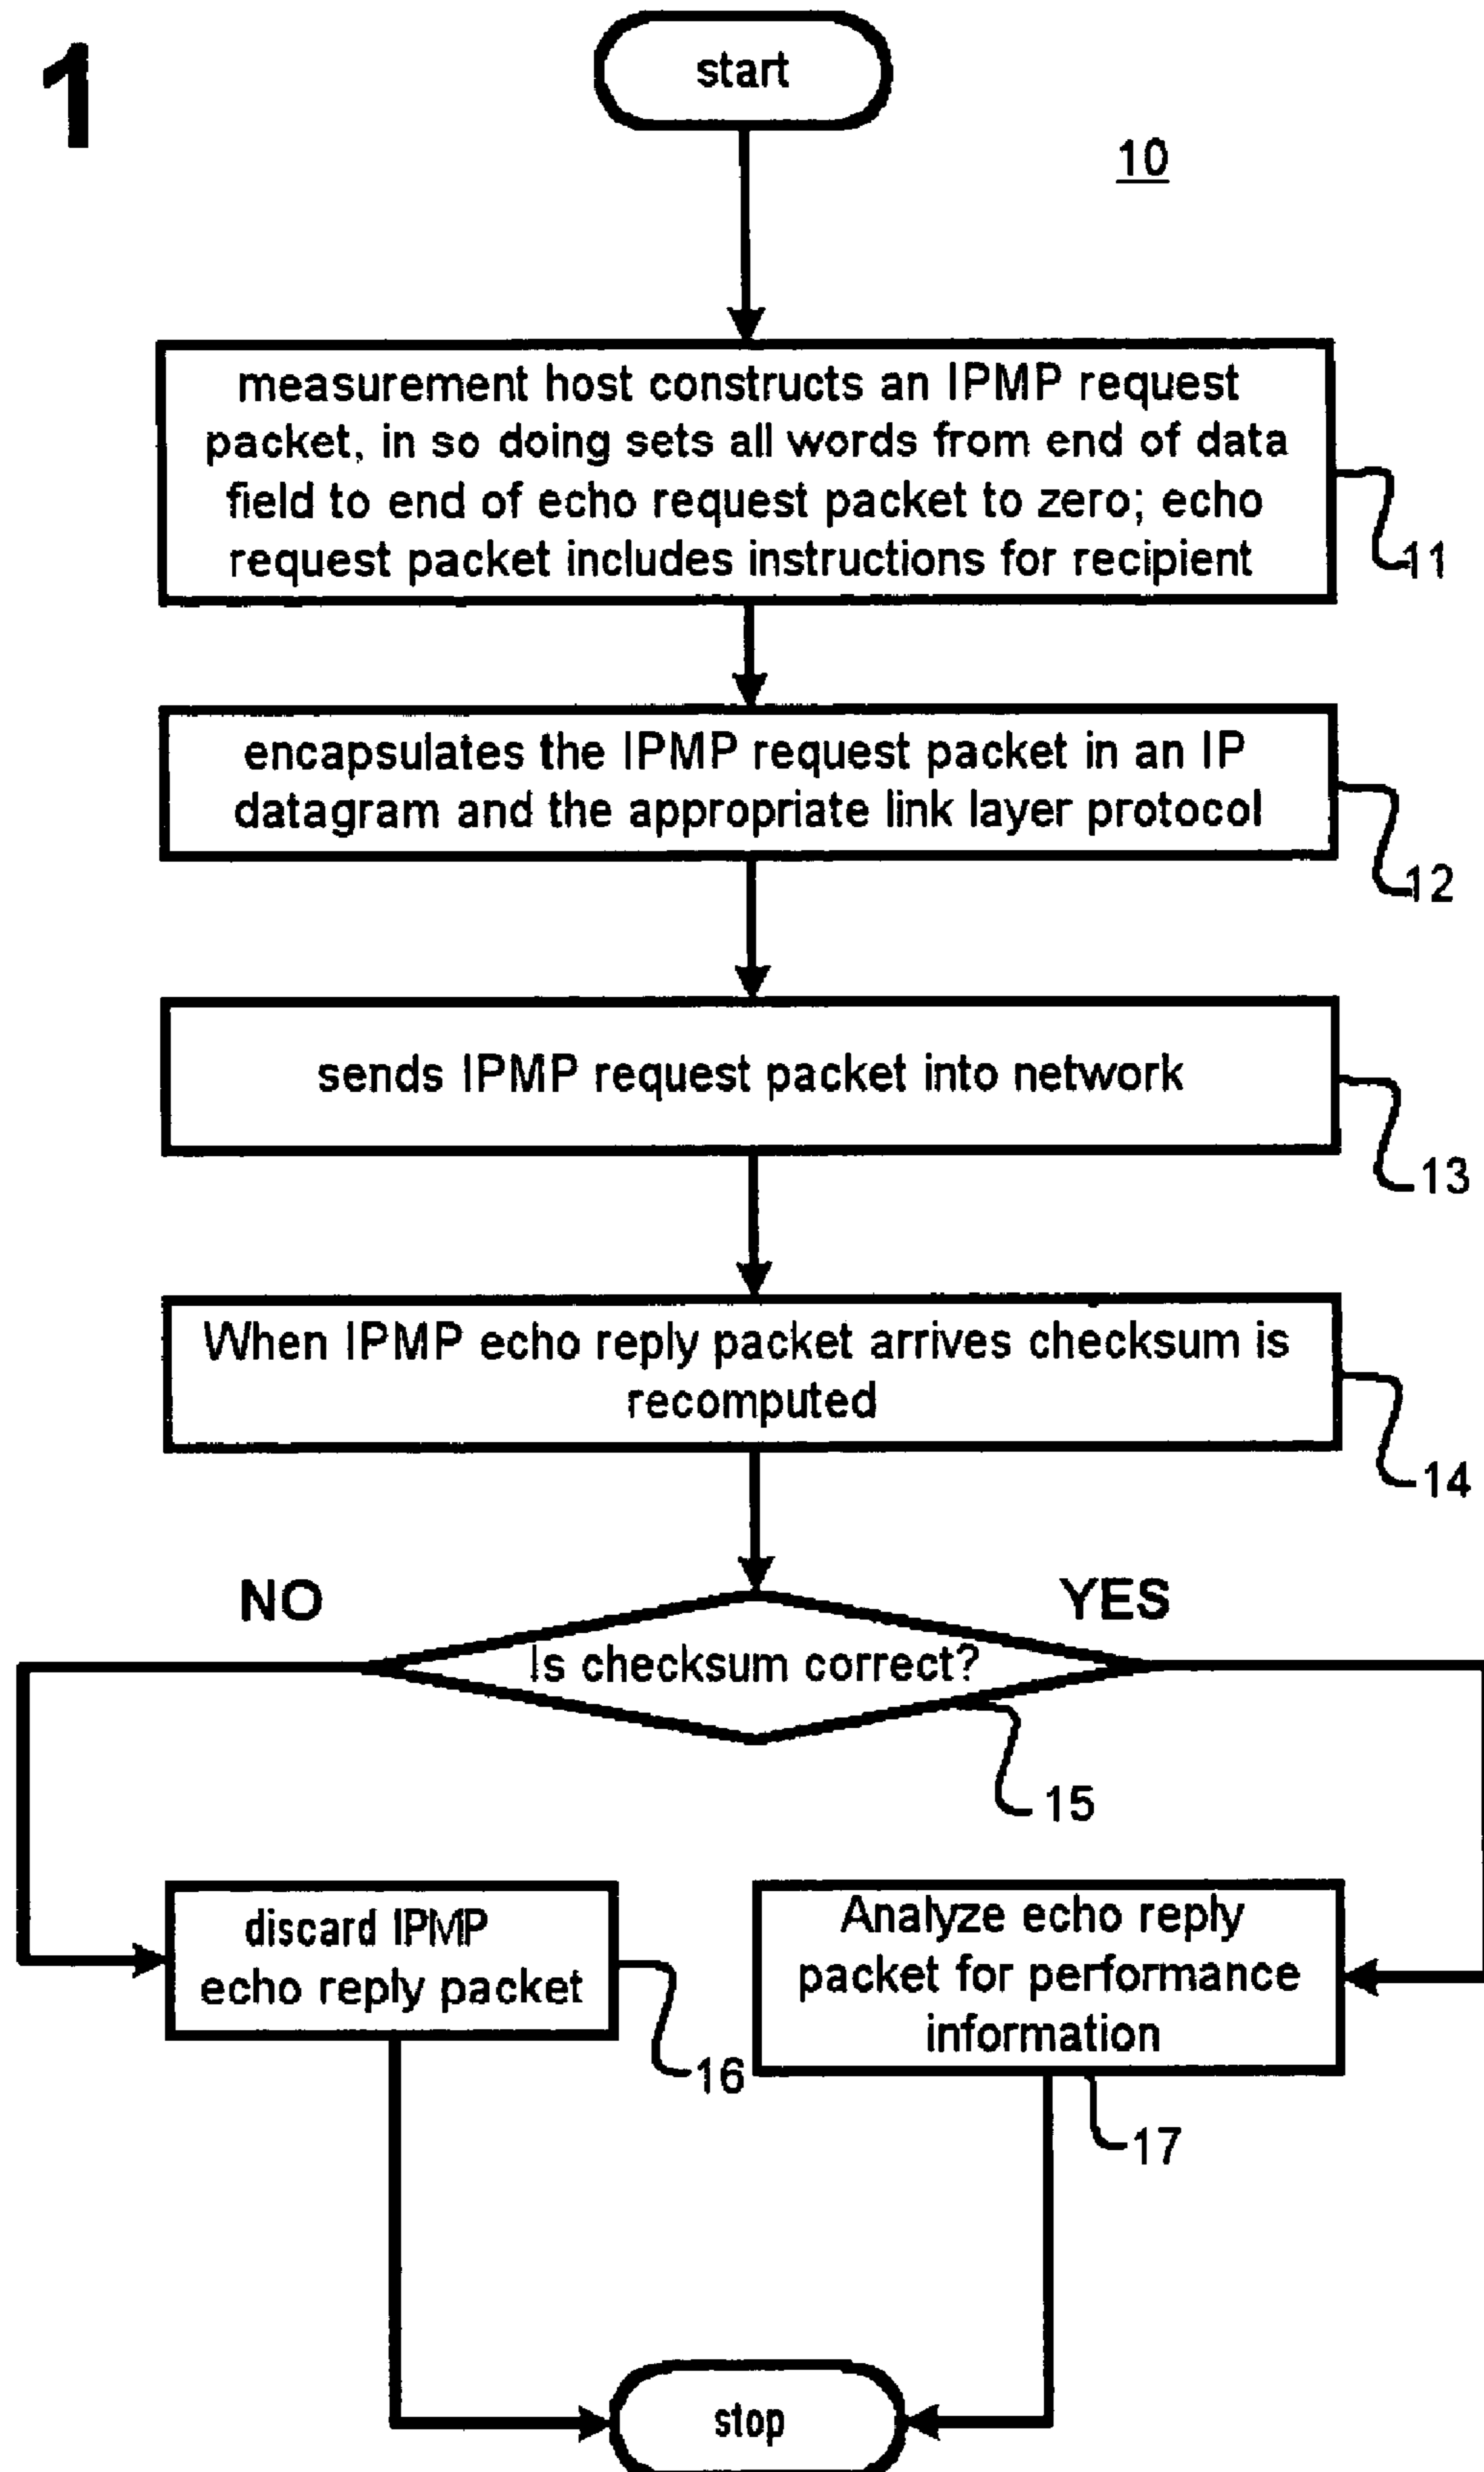 1
start
10
measurement host constructs an IPMP request
packet, in so doing sets all words from end of data
field to end of echo request packet to zero; echo
request packet includes instructions for recipient
11
encapsulates the IPMP request packet in an IP
datagram and the appropriate link layer protocol
12
sends IPMP request packet into network
13
When IPMP echo reply packet arrives checksum is
recomputed
14
NO
YES
Is checksum correct?
15
discard IPMP
echo reply packet
16
Analyze echo reply
packet for performance
information
17
stop